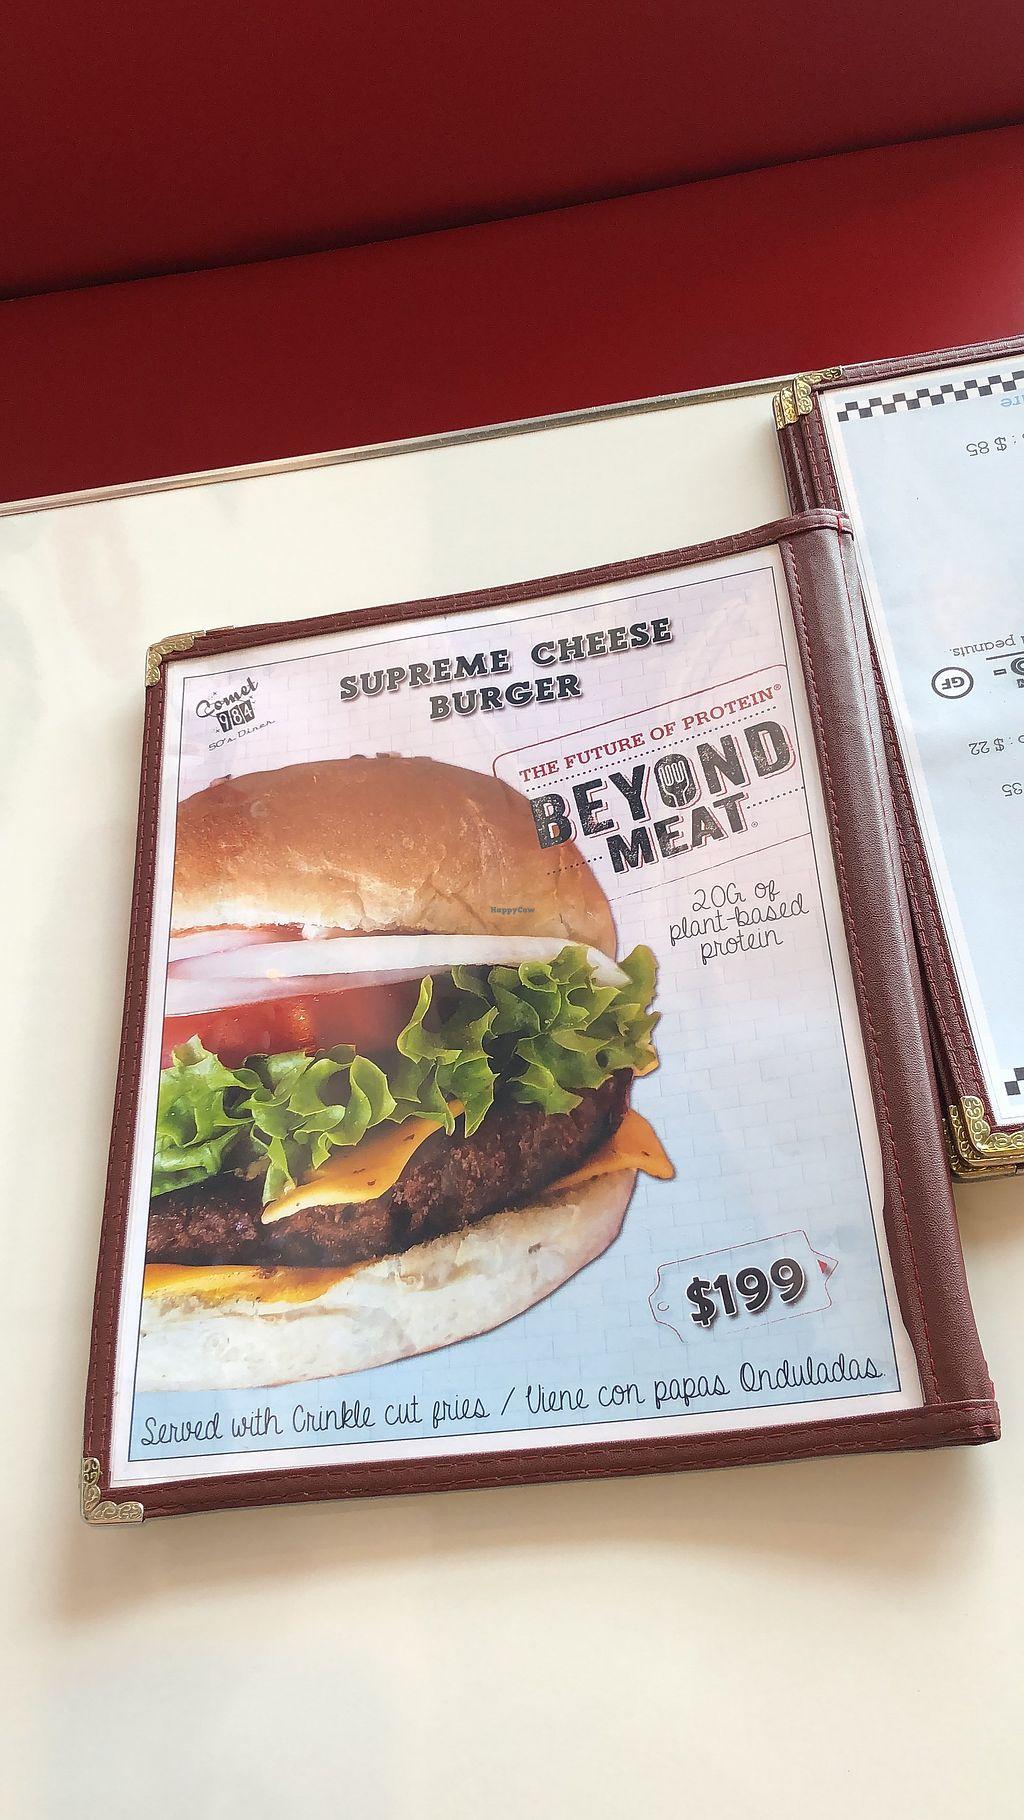 SUPREME CHEESE
BURGER
Comet
984
50's Diner
THE FUTURE OF PROTEIN®
BEYOND
MEAT®
20G of
plant-based
protein
HappyCow
$199
Served with Crinkle cut fries / Viene con papas Onduladas.
: $ 85
peanuts.
GF
: $ 22